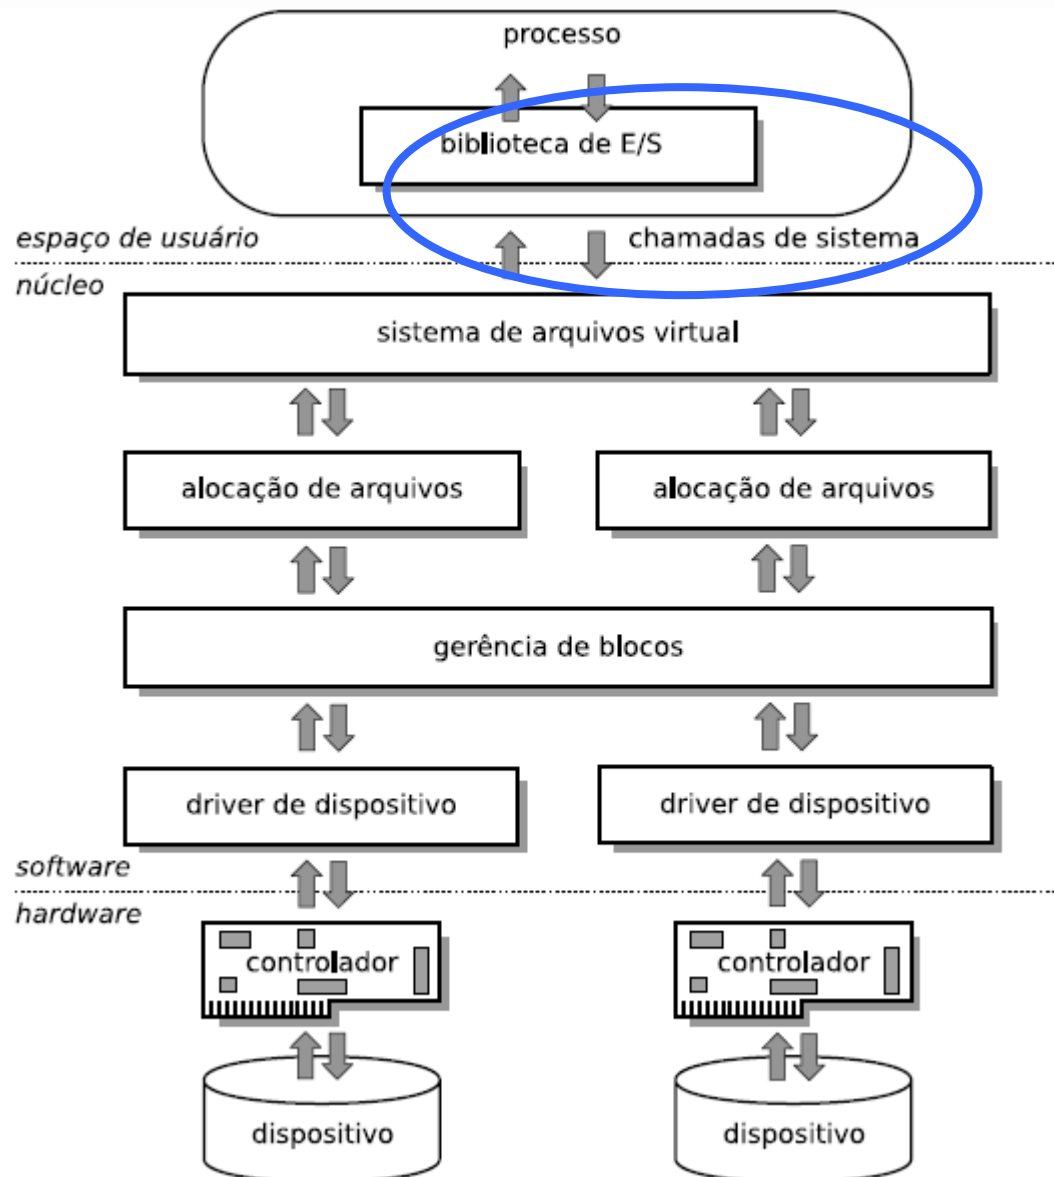 processo
biblioteca de E/S
espaço de usuário
chamadas de sistema
núcleo
sistema de arquivos virtual
alocação de arquivos
alocação de arquivos
gerência de blocos
driver de dispositivo
driver de dispositivo
software
hardware
controlador
controlador
dispositivo
dispositivo